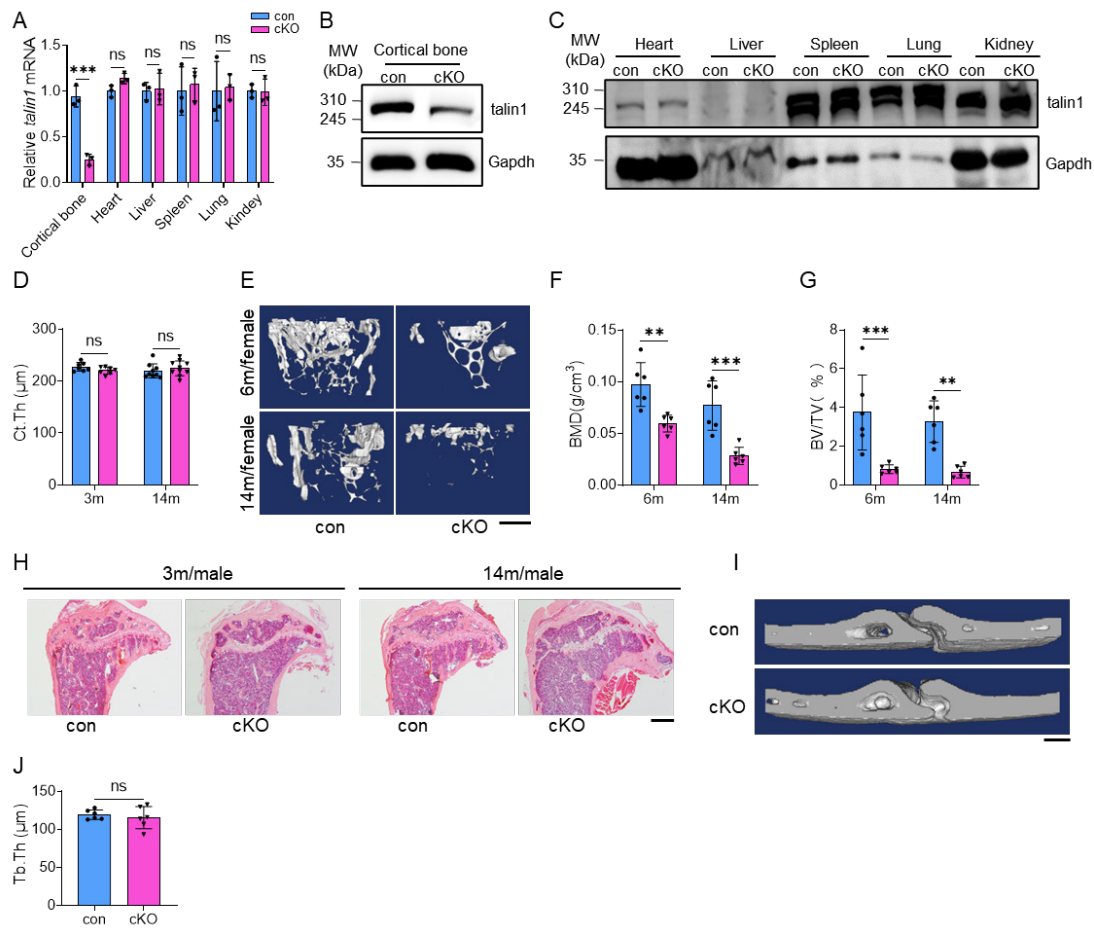 A
con
cKO
Relative talin1 mRNA
1.5
1.0
0.5
0.0
***
ns
ns
ns
ns
ns
Cortical bone
Heart
Liver
Spleen
Lung
Kindey
B
MW
(kDa)
Cortical bone
con cKO
310
245
talin1
35
Gapdh
C
MW
(kDa)
Heart Liver Spleen Lung Kidney
con cKO con cKO con cKO con cKO con cKO
310
245
talin1
35
Gapdh
D
Ct.Th (μm)
300
200
100
0
ns
ns
3m 14m
E
6m/female
14m/female
con cKO
F
BMD(g/cm³)
0.15
0.10
0.05
0.00
**
***
6m 14m
G
BV/TV( %)
8
6
4
2
0
***
**
6m 14m
H
3m/male 14m/male
con cKO con cKO
I
con
cKO
J
Tb.Th (μm)
150
100
50
0
ns
con cKO